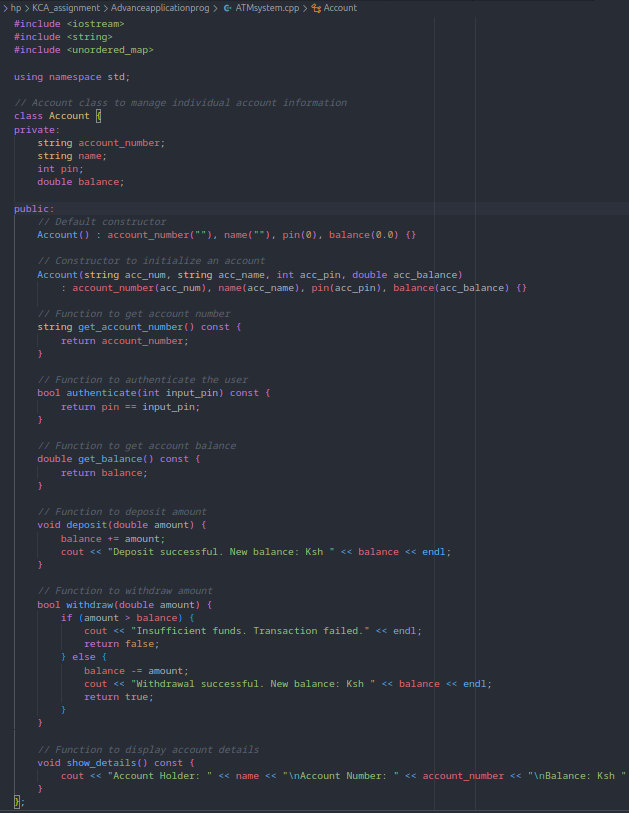 hp > KCA_assignment > Advanceapplicationprog > ATMsystem.cpp > Account
#include <iostream>
#include <string>
#include <unordered_map>

using namespace std;

// Account class to manage individual account information
class Account {
private:
    string account_number;
    string name;
    int pin;
    double balance;

public:
    // Default constructor
    Account() : account_number(""), name(""), pin(0), balance(0.0) {}

    // Constructor to initialize an account
    Account(string acc_num, string acc_name, int acc_pin, double acc_balance)
        : account_number(acc_num), name(acc_name), pin(acc_pin), balance(acc_balance) {}

    // Function to get account number
    string get_account_number() const {
        return account_number;
    }

    // Function to authenticate the user
    bool authenticate(int input_pin) const {
        return pin == input_pin;
    }

    // Function to get account balance
    double get_balance() const {
        return balance;
    }

    // Function to deposit amount
    void deposit(double amount) {
        balance += amount;
        cout << "Deposit successful. New balance: Ksh " << balance << endl;
    }

    // Function to withdraw amount
    bool withdraw(double amount) {
        if (amount > balance) {
            cout << "Insufficient funds. Transaction failed." << endl;
            return false;
        } else {
            balance -= amount;
            cout << "Withdrawal successful. New balance: Ksh " << balance << endl;
            return true;
        }
    }

    // Function to display account details
    void show_details() const {
        cout << "Account Holder: " << name << "\nAccount Number: " << account_number << "\nBalance: Ksh "
    }
};